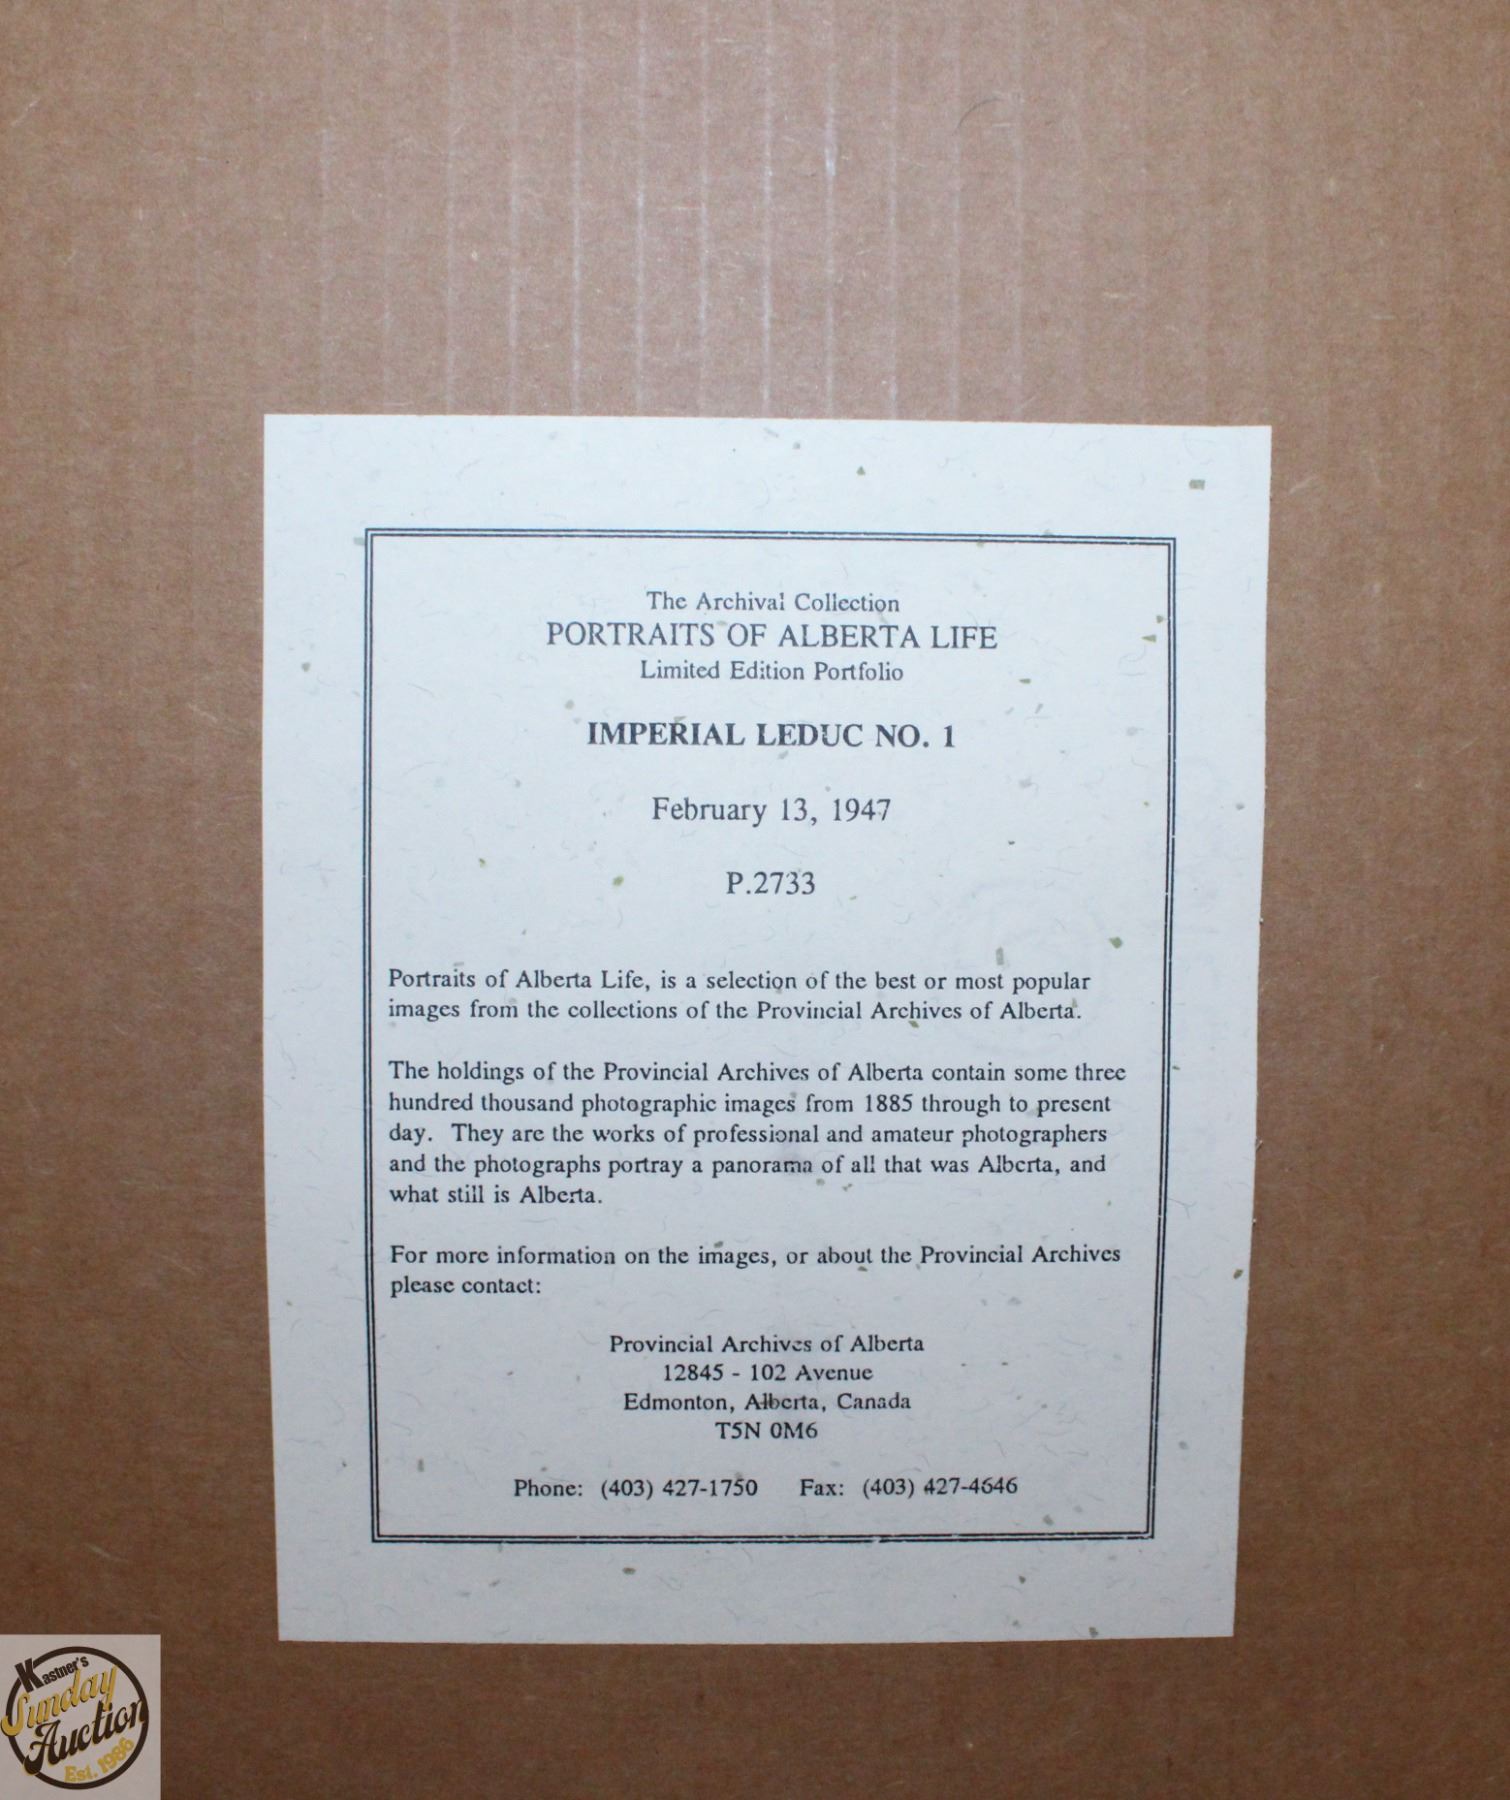 The Archival Collection
PORTRAITS OF ALBERTA LIFE
Limited Edition Portfolio
IMPERIAL LEDUC NO. 1
February 13, 1947
P.2733
Portraits of Alberta Life, is a selection of the best or most popular
images from the collections of the Provincial Archives of Alberta.
The holdings of the Provincial Archives of Alberta contain some three
hundred thousand photographic images from 1885 through to present
day. They are the works of professional and amateur photographers
and the photographs portray a panorama of all that was Alberta, and
what still is Alberta.
For more information on the images, or about the Provincial Archives
please contact:
Provincial Archives of Alberta
12845 - 102 Avenue
Edmonton, Alberta, Canada
T5N 0M6
Phone: (403) 427-1750 Fax: (403) 427-4646
Kastner's
Sunday
Auction
Est. 1986